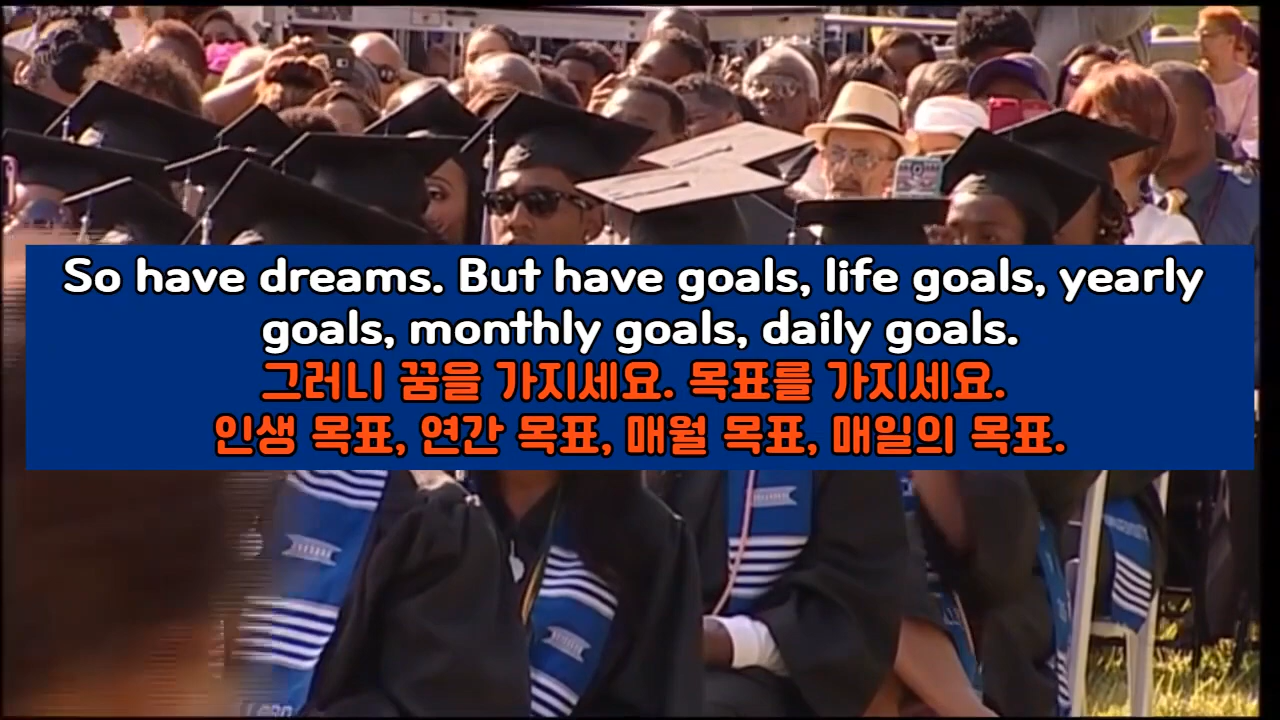 So have dreams. But have goals, life goals, yearly
goals, monthly goals, daily goals.
그러니 꿈을 가지세요. 목표를 가지세요.
인생 목표, 연간 목표, 매월 목표, 매일의 목표.